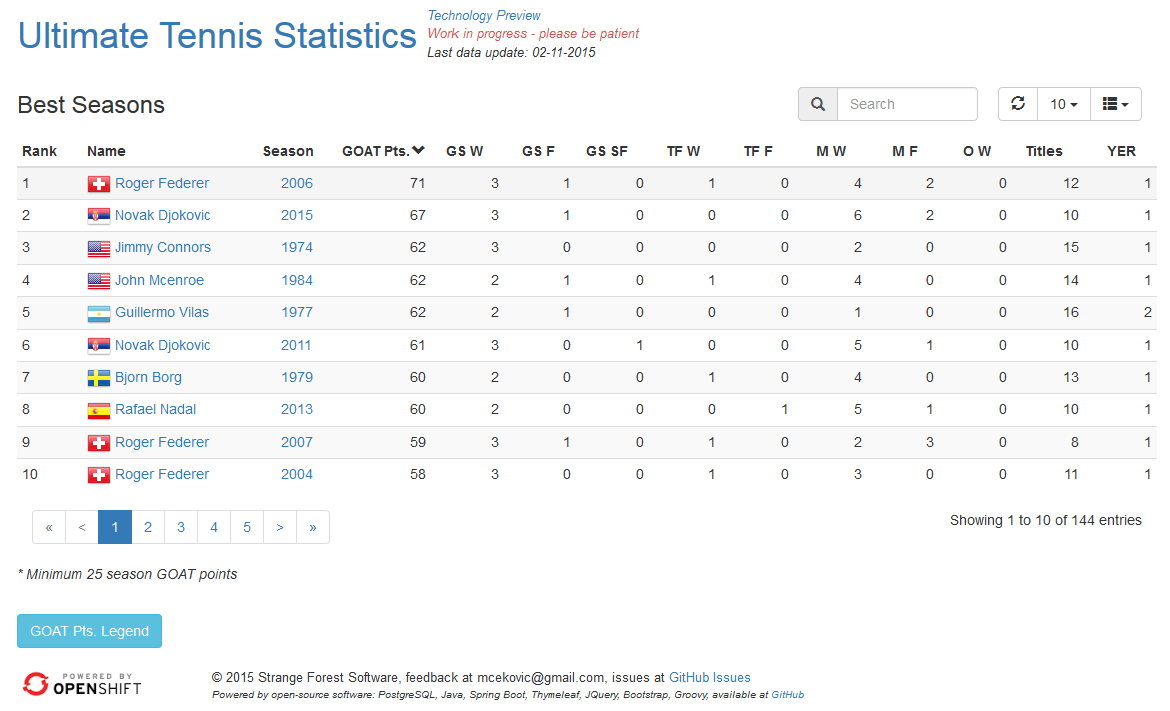 Ultimate Tennis Statistics
Technology Preview
Work in progress - please be patient
Last data update: 02-11-2015
Best Seasons
Search
10
Rank Name Season GOAT Pts. GS W GS F GS SF TF W TF F M W M F O W Titles YER
1 Roger Federer 2006 71 3 1 0 1 0 4 2 0 12 1
2 Novak Djokovic 2015 67 3 1 0 0 0 6 2 0 10 1
3 Jimmy Connors 1974 62 3 0 0 0 0 2 0 0 15 1
4 John Mcenroe 1984 62 2 1 0 1 0 4 0 0 14 1
5 Guillermo Vilas 1977 62 2 1 0 0 0 1 0 0 16 2
6 Novak Djokovic 2011 61 3 0 1 0 0 5 1 0 10 1
7 Bjorn Borg 1979 60 2 0 0 1 0 4 0 0 13 1
8 Rafael Nadal 2013 60 2 0 0 0 1 5 1 0 10 1
9 Roger Federer 2007 59 3 1 0 1 0 2 3 0 8 1
10 Roger Federer 2004 58 3 0 0 1 0 3 0 0 11 1
« < 1 2 3 4 5 > »
Showing 1 to 10 of 144 entries
* Minimum 25 season GOAT points
GOAT Pts. Legend
POWERED BY
OPENSHIFT
© 2015 Strange Forest Software, feedback at mcekovic@gmail.com, issues at GitHub Issues
Powered by open-source software: PostgreSQL, Java, Spring Boot, Thymeleaf, JQuery, Bootstrap, Groovy, available at GitHub